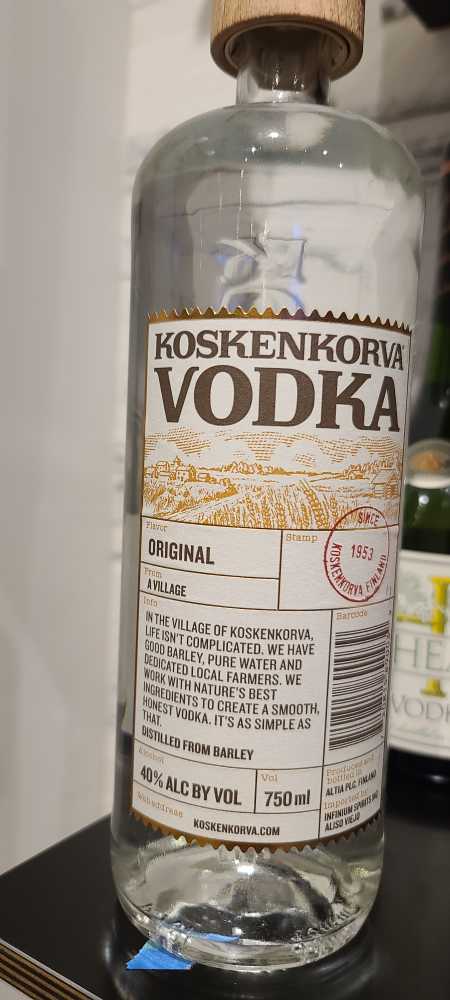 KOSKENKORVA
VODKA
Flavor
ORIGINAL
From
A VILLAGE
Stamp
SINCE
1953
KOSKENKORVA FINLAND
Info
IN THE VILLAGE OF KOSKENKORVA,
LIFE ISN'T COMPLICATED. WE HAVE
GOOD BARLEY, PURE WATER AND
DEDICATED LOCAL FARMERS. WE
WORK WITH NATURE'S BEST
INGREDIENTS TO CREATE A SMOOTH,
HONEST VODKA. IT'S AS SIMPLE AS
THAT.
DISTILLED FROM BARLEY
Barcode
Alcohol
40% ALC BY VOL
Vol
750 ml
Produced and
bottled in
ALTIA PLC, FINLAND
Imported by
INFINIUM SPIRITS INC
ALISO VIEJO
Web address
KOSKENKORVA.COM